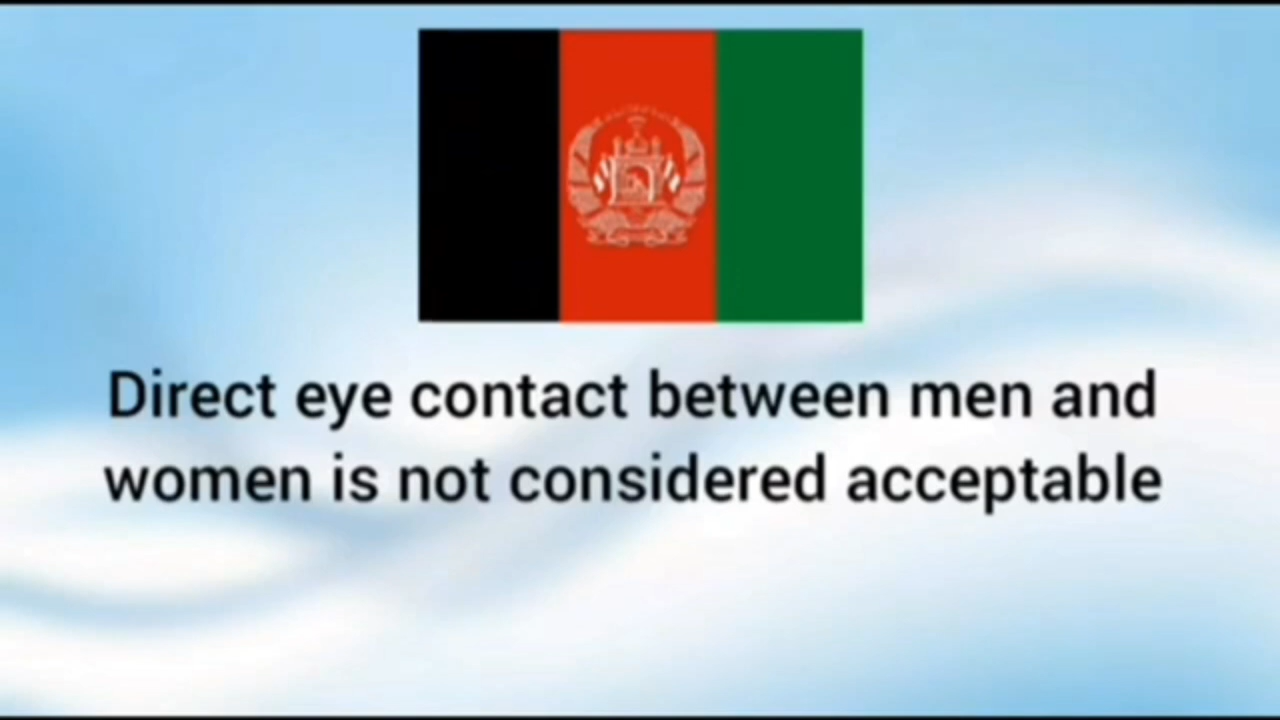 Direct eye contact between men and
women is not considered acceptable